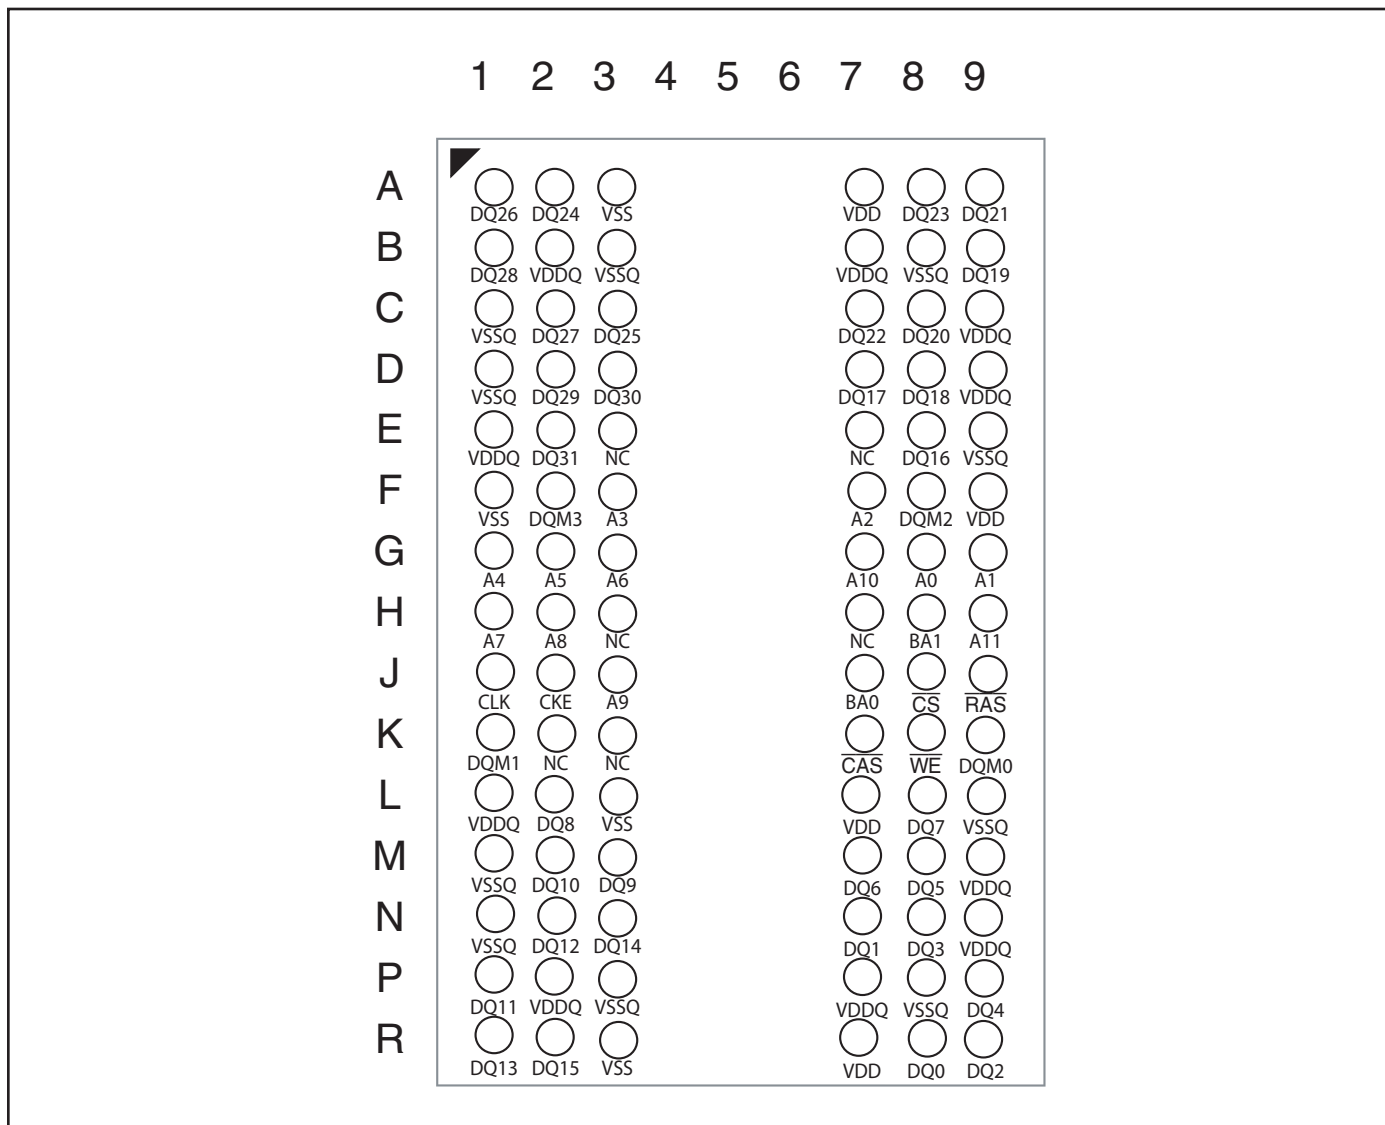 1 2 3 4 5 6 7 8 9
A
DQ26 DQ24 VSS VDD DQ23 DQ21
B
DQ28 VDDQ VSSQ VDDQ VSSQ DQ19
C
VSSQ DQ27 DQ25 DQ22 DQ20 VDDQ
D
VSSQ DQ29 DQ30 DQ17 DQ18 VDDQ
E
VDDQ DQ31 NC NC DQ16 VSSQ
F
VSS DQM3 A3 A2 DQM2 VDD
G
A4 A5 A6 A10 A0 A1
H
A7 A8 NC NC BA1 A11
J
CLK CKE A9 BA0 CS RAS
K
DQM1 NC NC CAS WE DQM0
L
VDDQ DQ8 VSS VDD DQ7 VSSQ
M
VSSQ DQ10 DQ9 DQ6 DQ5 VDDQ
N
VSSQ DQ12 DQ14 DQ1 DQ3 VDDQ
P
DQ11 VDDQ VSSQ VDDQ VSSQ DQ4
R
DQ13 DQ15 VSS VDD DQ0 DQ2